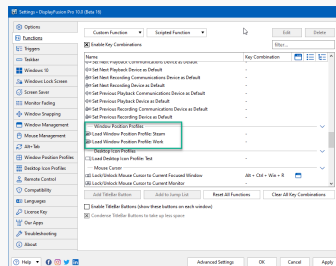 Settings • DisplayFusion Pro 10.0 (Beta 16)
Options
Functions
Triggers
Taskbar
Windows 10
Windows Lock Screen
Screen Saver
Monitor Fading
Window Snapping
Window Management
Mouse Management
Alt+Tab
Window Position Profiles
Desktop Icon Profiles
Remote Control
Compatibility
Languages
Licence Key
Our Apps
Troubleshooting
About
Custom Function
Scripted Function
Edit
Delete
Enable Key Combinations
filter...
Name
Key Combination
Set Next Playback Communications Device as Default
Set Next Playback Device as Default
Set Next Recording Communications Device as Default
Set Next Recording Device as Default
Set Previous Playback Communications Device as Default
Set Previous Playback Device as Default
Set Previous Recording Communications Device as Default
Set Previous Recording Device as Default
Window Position Profiles
Load Window Position Profile: Steam
Load Window Position Profile: Work
Desktop Icon Profiles
Load Desktop Icon Profile: Test
Mouse Cursor
Lock/Unlock Mouse Cursor to Current Focused Window
Alt + Ctrl + Win + R
Lock/Unlock Mouse Cursor to Current Monitor
Add TitleBar Button
Add to Jump List
Reset All Functions
Clear All Key Combinations
Enable TitleBar Buttons (show these buttons on each window)
Condense TitleBar Buttons to take up less space
Help
Advanced Settings
OK
Cancel
Apply